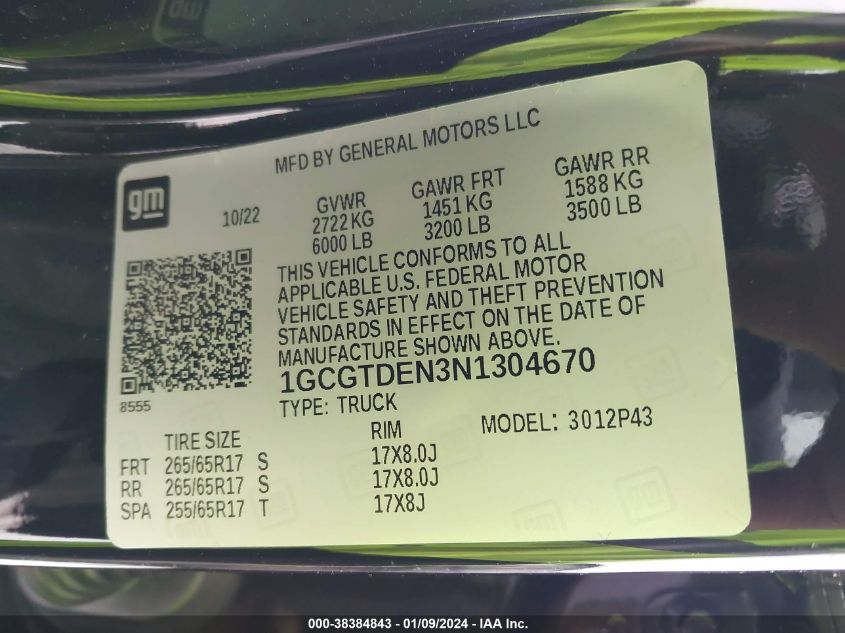 MFD BY GENERAL MOTORS LLC
gm
10/22
GVWR GAWR FRT GAWR RR
2722 KG 1451 KG 1588 KG
6000 LB 3200 LB 3500 LB
THIS VEHICLE CONFORMS TO ALL
APPLICABLE U.S. FEDERAL MOTOR
VEHICLE SAFETY AND THEFT PREVENTION
STANDARDS IN EFFECT ON THE DATE OF
MANUFACTURE SHOWN ABOVE.
1GCGTDEN3N1304670
8555
TYPE: TRUCK
TIRE SIZE RIM MODEL: 3012P43
FRT 265/65R17 S 17X8.0J
RR 265/65R17 S 17X8.0J
SPA 255/65R17 T 17X8J
000-38384843 - 01/09/2024 - IAA Inc.